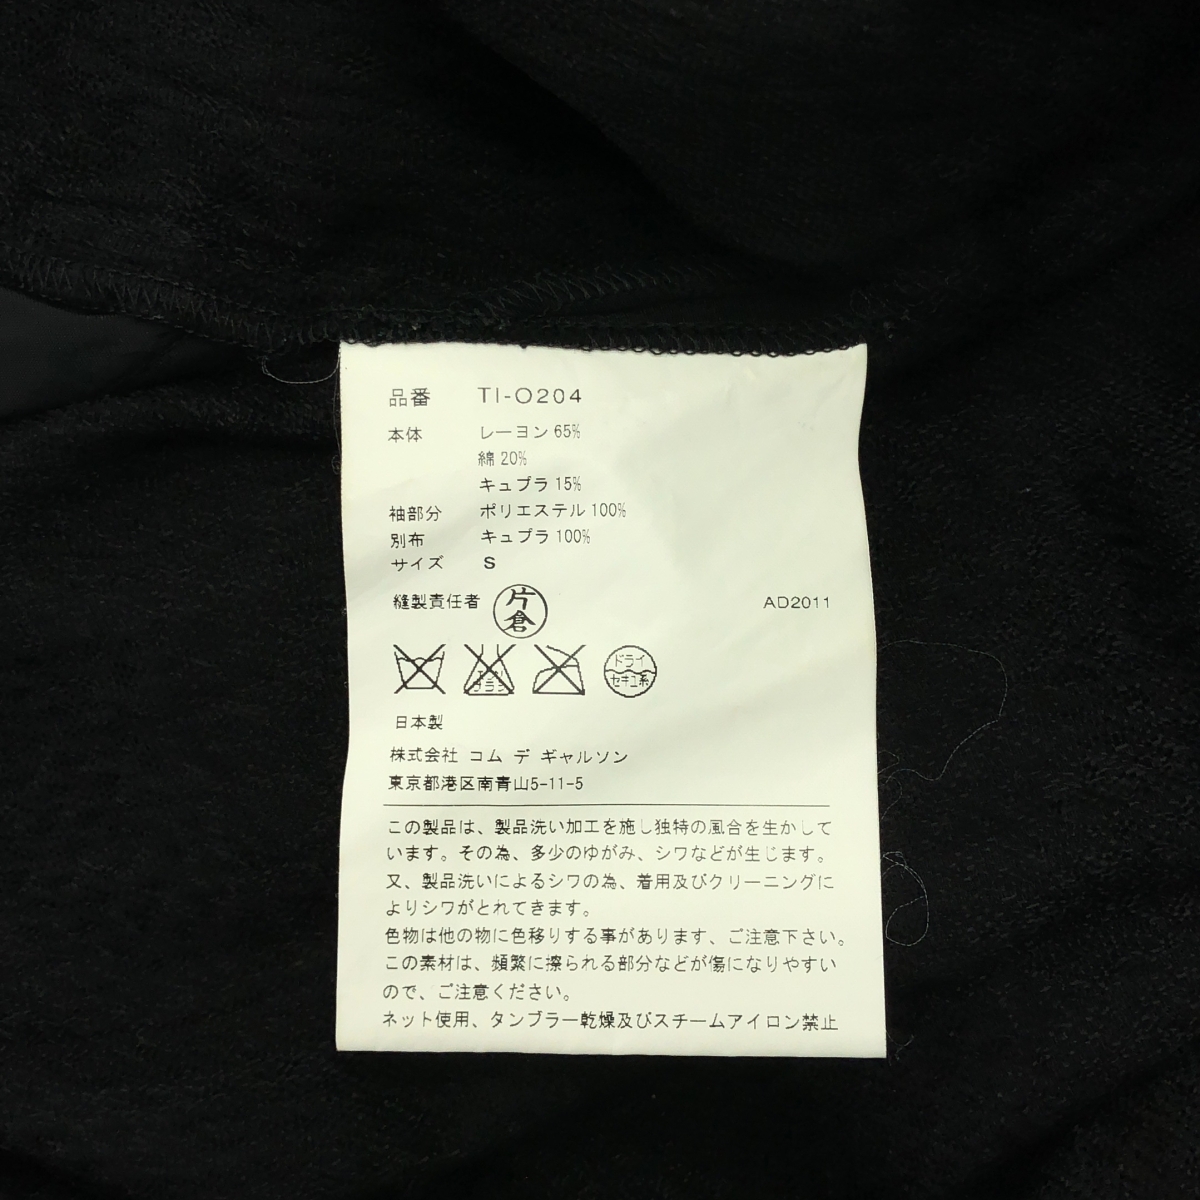 品番 TI-O204
本体 レーヨン 65%
綿 20%
キュプラ 15%
袖部分 ポリエステル 100%
別布 キュプラ 100%
サイズ S
縫製責任者 片倉 AD2011
エンソ
サラシ
ドライ
セキユ系
日本製
株式会社 コム デ ギャルソン
東京都港区南青山5-11-5
この製品は、製品洗い加工を施し独特の風合を生かして
います。その為、多少のゆがみ、シワなどが生じます。
又、製品洗いによるシワの為、着用及びクリーニングに
よりシワがとれてきます。
色物は他の物に色移りする事があります、ご注意下さい。
この素材は、頻繁に擦られる部分などが傷になりやすい
ので、ご注意ください。
ネット使用、タンブラー乾燥及びスチームアイロン禁止